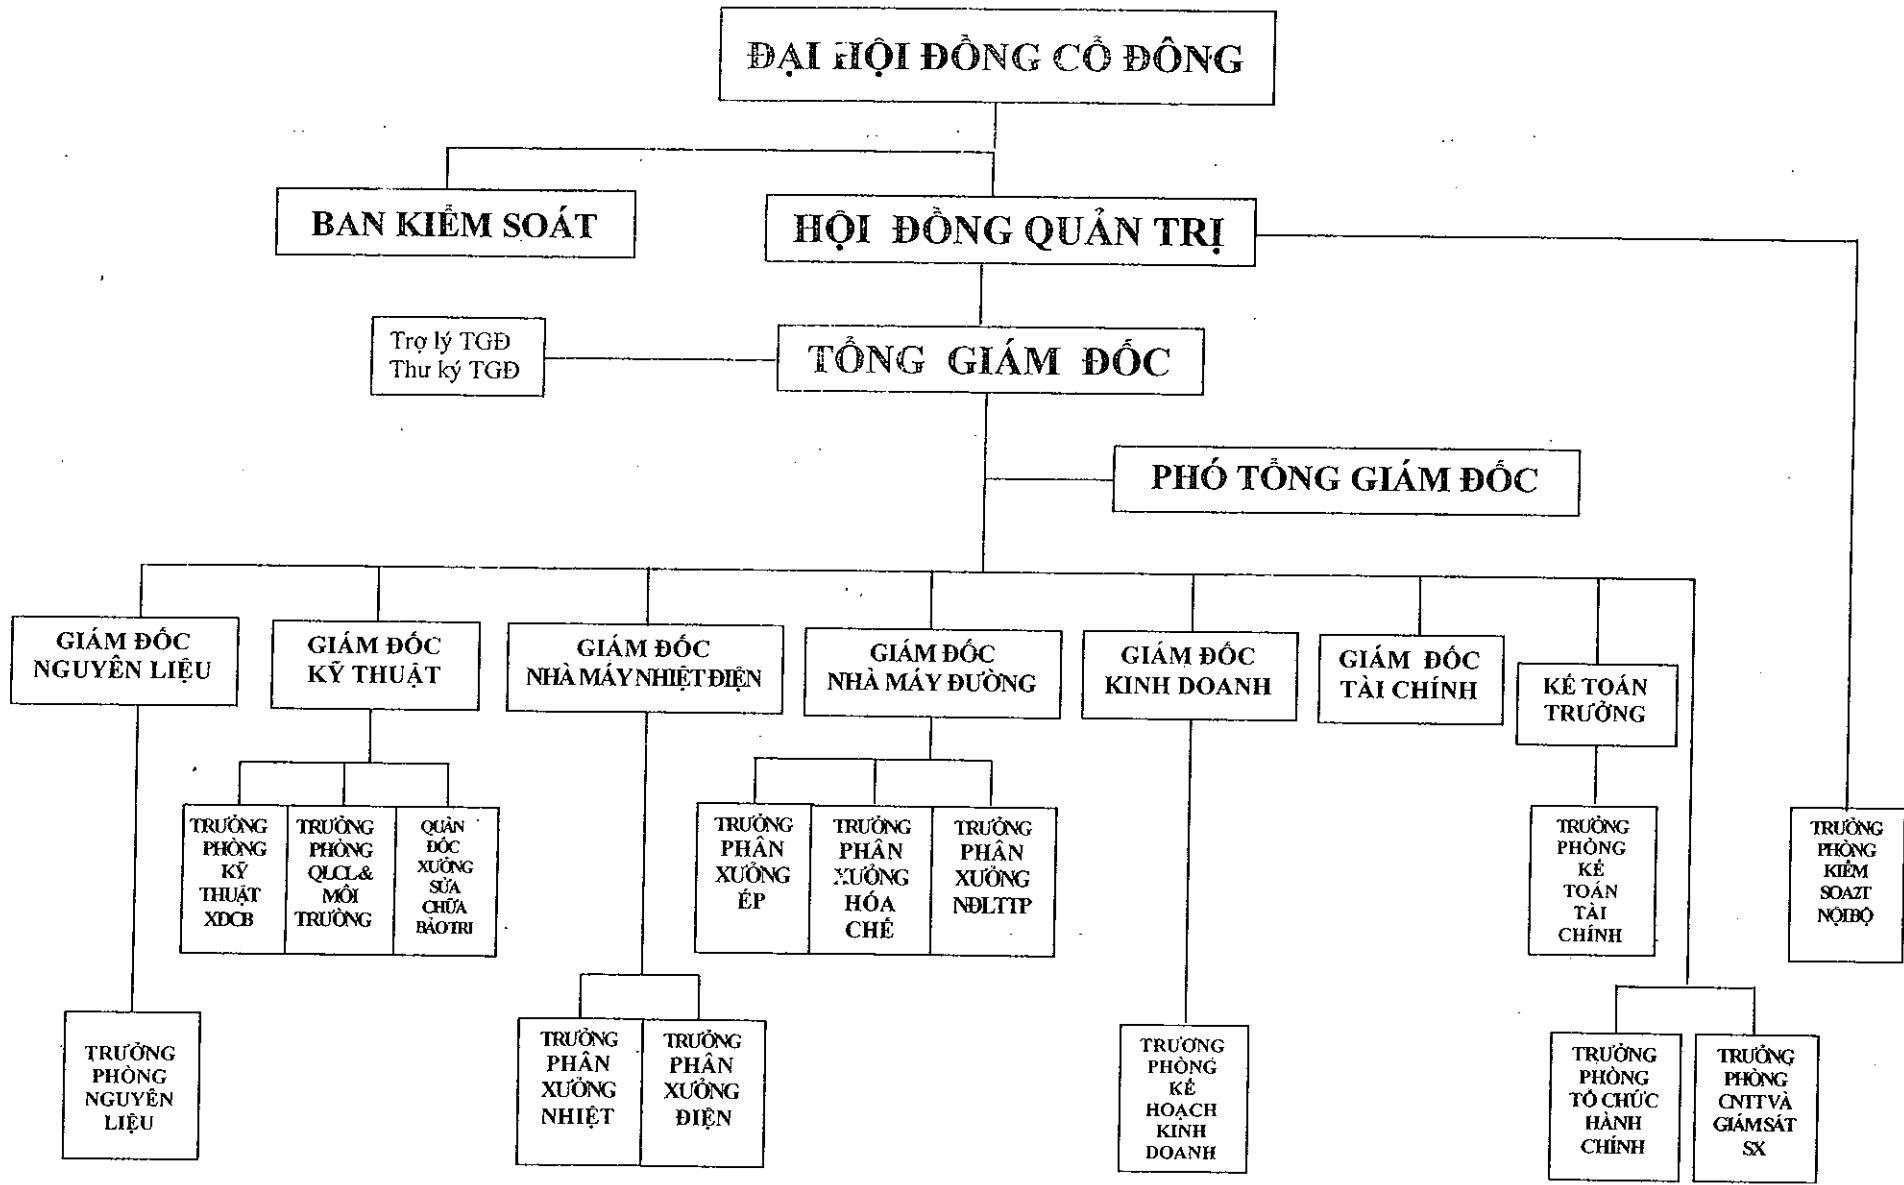 ĐẠI HỘI ĐỒNG CỔ ĐÔNG
BAN KIỂM SOÁT
HỘI ĐỒNG QUẢN TRỊ
Trợ lý TGĐ
Thư ký TGĐ
TỔNG GIÁM ĐỐC
PHÓ TỔNG GIÁM ĐỐC
GIÁM ĐỐC
NGUYÊN LIỆU
GIÁM ĐỐC
KỸ THUẬT
GIÁM ĐỐC
NHÀ MÁY NHIỆT ĐIỆN
GIÁM ĐỐC
NHÀ MÁY ĐƯỜNG
GIÁM ĐỐC
KINH DOANH
GIÁM ĐỐC
TÀI CHÍNH
KẾ TOÁN
TRƯỞNG
TRƯỞNG
PHÒNG
KỸ
THUẬT
XDCB
TRƯỞNG
PHÒNG
QLCL &
MÔI
TRƯỜNG
QUẢN
ĐỐC
XƯỞNG
SỬA
CHỮA
BẢO TRI
TRƯỞNG
PHÂN
XƯỞNG
ÉP
TRƯỞNG
PHÂN
XƯỞNG
HÓA
CHẾ
TRƯỞNG
PHÂN
XƯỞNG
NĐLTTP
TRƯỞNG
PHÒNG
KẾ
TOÁN
TÀI
CHÍNH
TRƯỞNG
PHÒNG
KIỂM
SOA2T
NỘI BỘ
TRƯỞNG
PHÒNG
NGUYÊN
LIỆU
TRƯỞNG
PHÂN
XƯỞNG
NHIỆT
TRƯỞNG
PHÂN
XƯỞNG
ĐIỆN
TRƯƠNG
PHÒNG
KẾ
HOẠCH
KINH
DOANH
TRƯỞNG
PHÒNG
TỔ CHỨC
HÀNH
CHÍNH
TRƯỞNG
PHÒNG
CNTT VÀ
GIÁM SÁT
SX